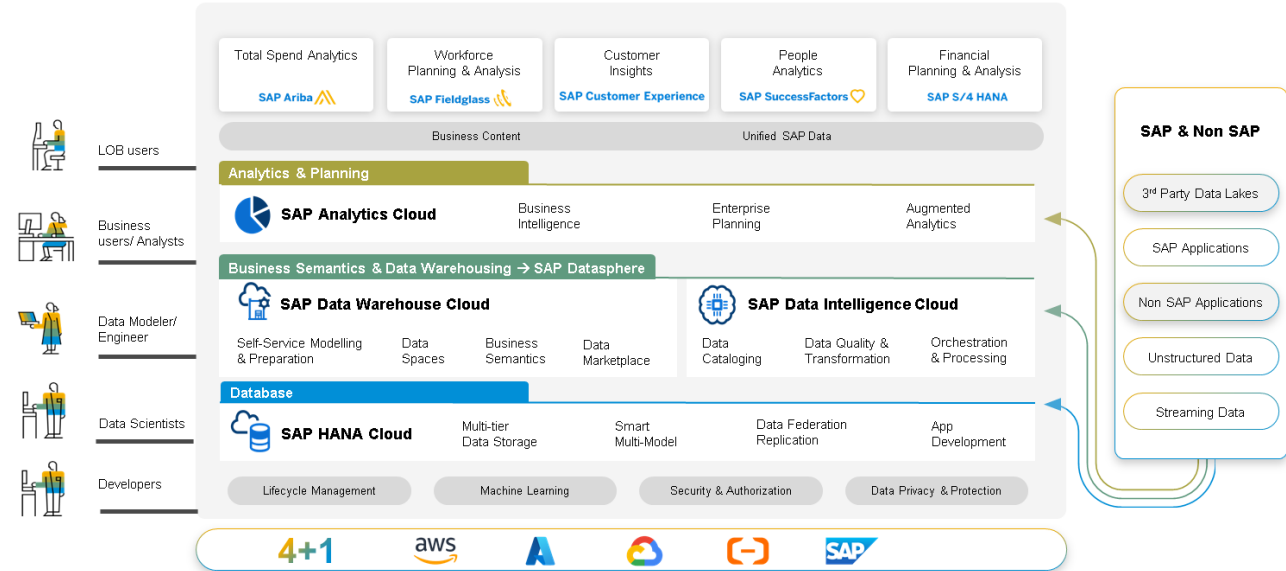 Total Spend Analytics
SAP Ariba
Workforce
Planning & Analysis
SAP Fieldglass
Customer
Insights
SAP Customer Experience
People
Analytics
SAP SuccessFactors
Financial
Planning & Analysis
SAP S/4 HANA
Business Content
Unified SAP Data
LOB users
Business
users/ Analysts
Data Modeler/
Engineer
Data Scientists
Developers
Analytics & Planning
SAP Analytics Cloud
Business
Intelligence
Enterprise
Planning
Augmented
Analytics
Business Semantics & Data Warehousing → SAP Datasphere
SAP Data Warehouse Cloud
Self-Service Modelling
& Preparation
Data
Spaces
Business
Semantics
Data
Marketplace
SAP Data Intelligence Cloud
Data
Cataloging
Data Quality &
Transformation
Orchestration
& Processing
Database
SAP HANA Cloud
Multi-tier
Data Storage
Smart
Multi-Model
Data Federation
Replication
App
Development
Lifecycle Management
Machine Learning
Security & Authorization
Data Privacy & Protection
4+1
aws
SAP
SAP & Non SAP
3rd Party Data Lakes
SAP Applications
Non SAP Applications
Unstructured Data
Streaming Data